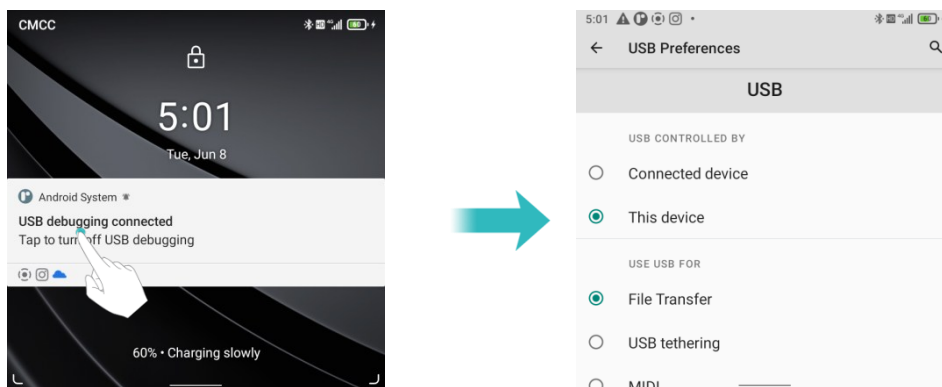 CMCC
5:01
Tue, Jun 8
Android System
USB debugging connected
Tap to turn off USB debugging
60% • Charging slowly
5:01
USB Preferences
USB
USB CONTROLLED BY
Connected device
This device
USE USB FOR
File Transfer
USB tethering
MIDI